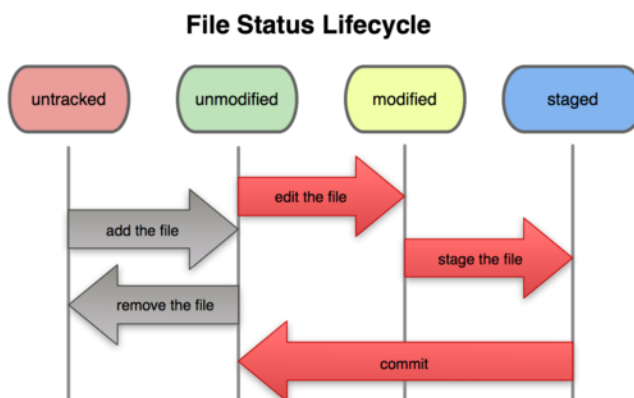 File Status Lifecycle
untracked
unmodified
modified
staged
edit the file
add the file
stage the file
remove the file
commit